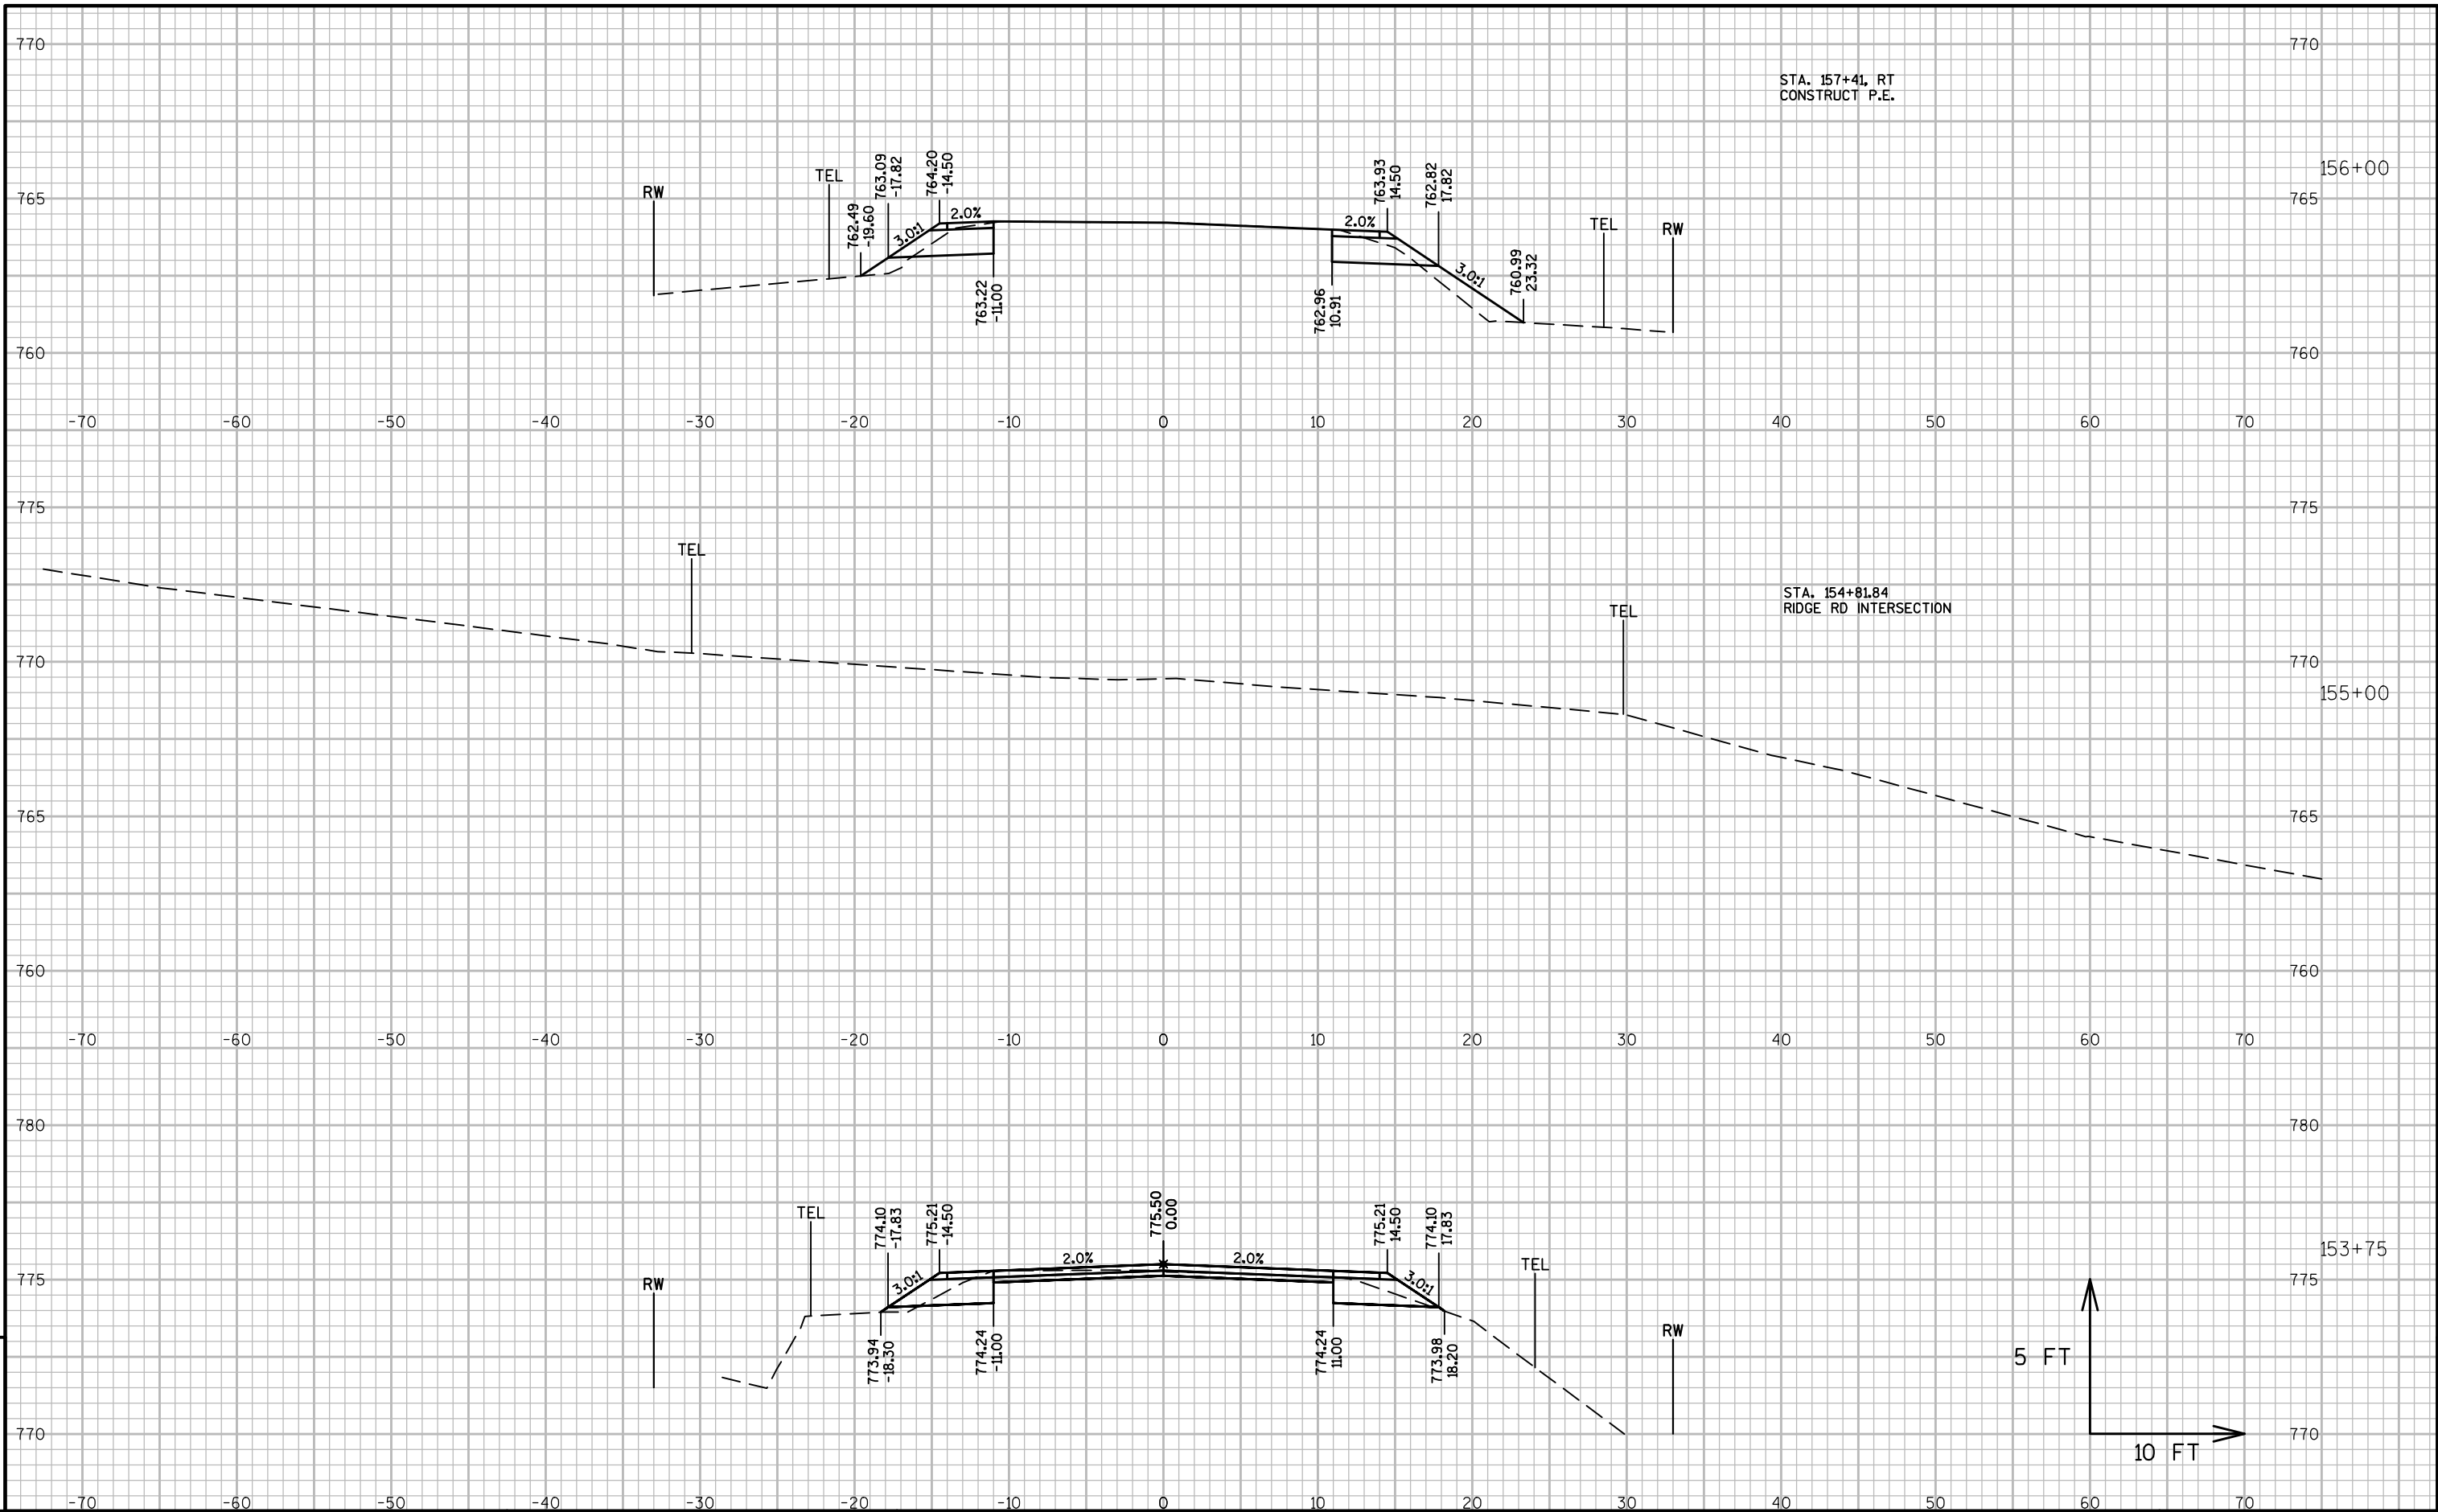 770 770
STA. 157+41, RT
CONSTRUCT P.E.
156+00
765 765
RW
TEL
762.49
-19.60
763.09
-17.82
764.20
-14.50
3.0:1
2.0%
763.22
-11.00
2.0%
763.93
14.50
762.82
17.82
3.0:1
762.96
10.91
760.99
23.32
TEL
RW
760 760
-70 -60 -50 -40 -30 -20 -10 0 10 20 30 40 50 60 70
775 775
TEL
TEL
STA. 154+81.84
RIDGE RD INTERSECTION
770 770
155+00
765 765
760 760
-70 -60 -50 -40 -30 -20 -10 0 10 20 30 40 50 60 70
780 780
153+75
RW
TEL
774.10
-17.83
775.21
-14.50
3.0:1
2.0%
775.50
0.00
2.0%
775.21
14.50
774.10
17.83
3.0:1
TEL
RW
775 775
773.94
-18.30
774.24
-11.00
774.24
11.00
773.98
18.20
5 FT
10 FT
770 770
-70 -60 -50 -40 -30 -20 -10 0 10 20 30 40 50 60 70